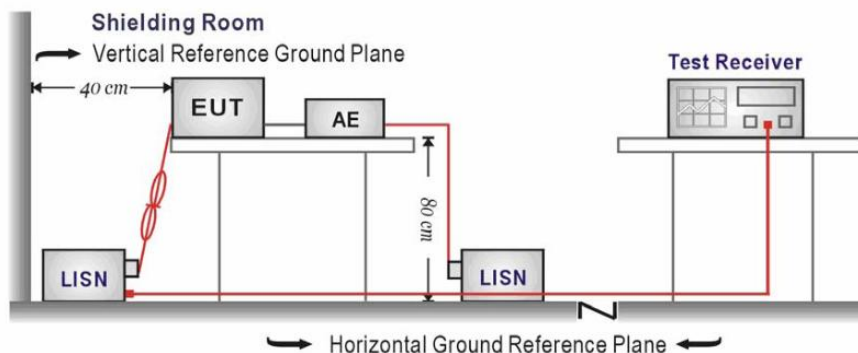 Shielding Room
Vertical Reference Ground Plane
Test Receiver
40 cm
EUT
AE
80 cm
LISN
LISN
Horizontal Ground Reference Plane